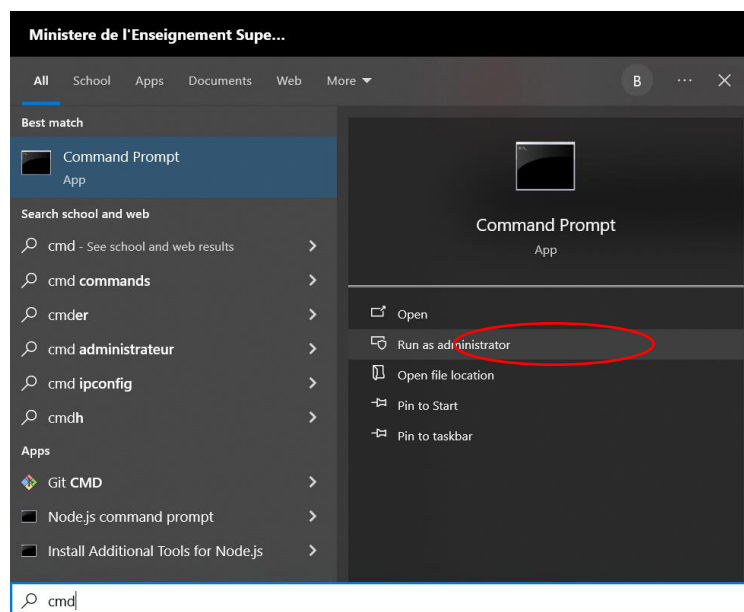 Ministere de l'Enseignement Supe...
All School Apps Documents Web More B ...
Best match
Command Prompt
App
Search school and web
cmd - See school and web results
cmd commands
cmder
cmd administrateur
cmd ipconfig
cmdh
Apps
Git CMD
Node.js command prompt
Install Additional Tools for Node.js
Command Prompt
App
Open
Run as administrator
Open file location
Pin to Start
Pin to taskbar
cmd